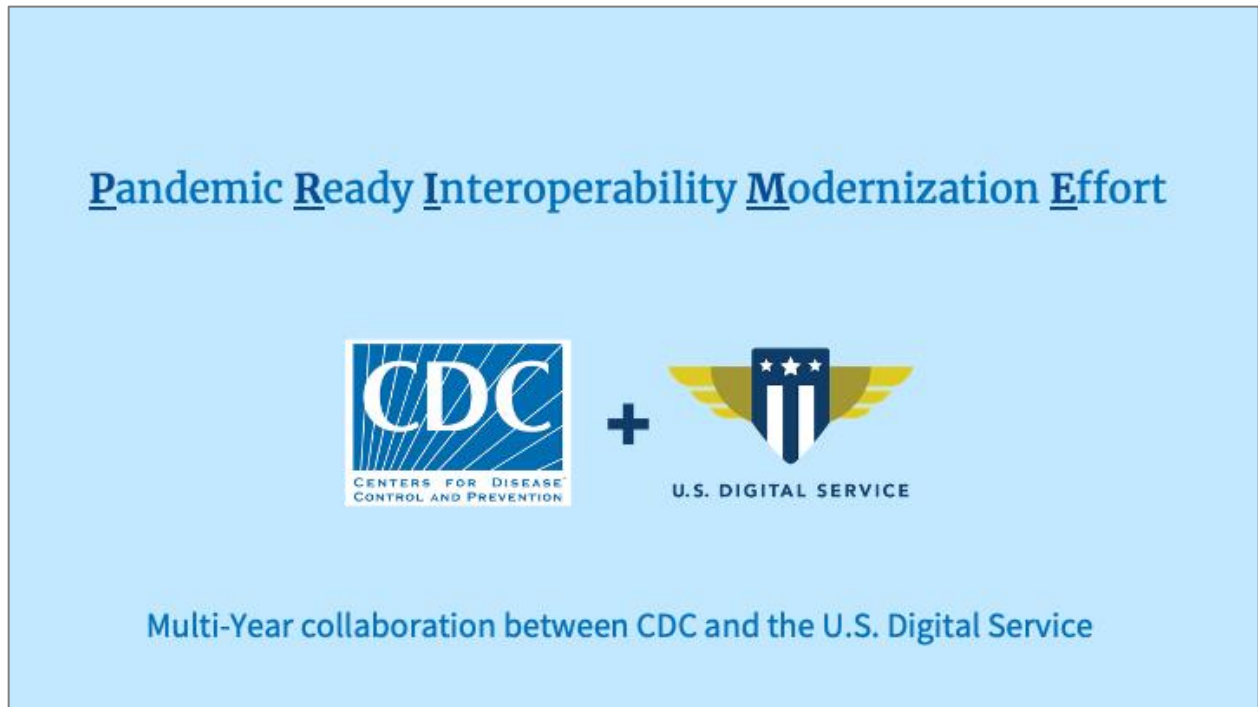 Pandemic Ready Interoperability Modernization Effort
CDC
CENTERS FOR DISEASE
CONTROL AND PREVENTION
+
U.S. DIGITAL SERVICE
Multi-Year collaboration between CDC and the U.S. Digital Service